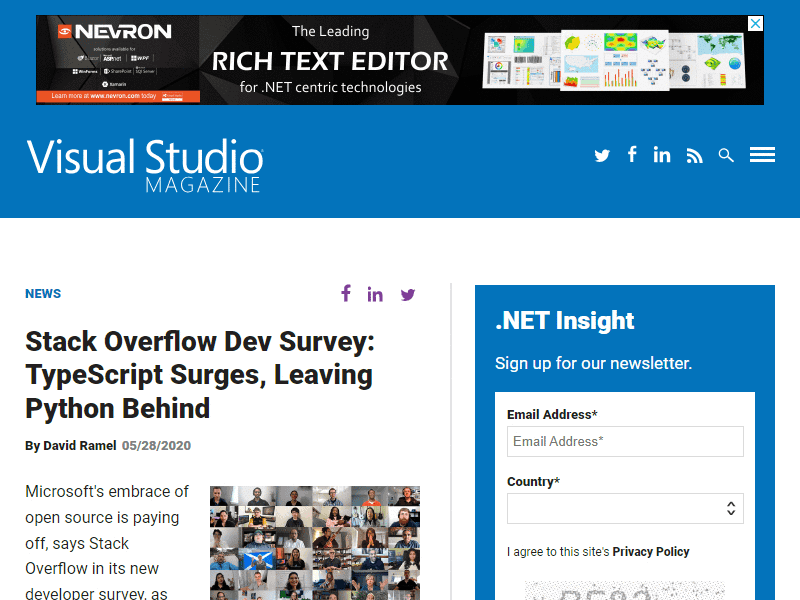 NEVRON
solutions available for
WPF
WinForms SharePoint SQL Server
Xamarin
Learn more at www.nevron.com today
The Leading
RICH TEXT EDITOR
for .NET centric technologies
Visual Studio
MAGAZINE
NEWS
Stack Overflow Dev Survey:
TypeScript Surges, Leaving
Python Behind
By David Ramel 05/28/2020
Microsoft's embrace of
open source is paying
off, says Stack
Overflow in its new
developer survey, as
.NET Insight
Sign up for our newsletter.
Email Address*
Email Address*
Country*
I agree to this site's Privacy Policy